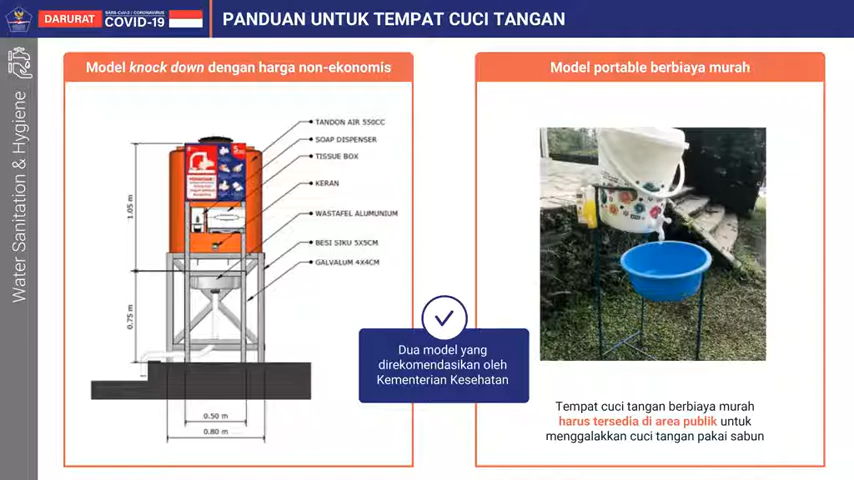 DARURAT
SARS-CoV-2 / CORONAVIRUS
COVID-19
PANDUAN UNTUK TEMPAT CUCI TANGAN
Water Sanitation & Hygiene
Model knock down dengan harga non-ekonomis
TANDON AIR 550CC
SOAP DISPENSER
TISSUE BOX
KERAN
WASTAFEL ALUMUNIUM
BESI SIKU 5X5CM
GALVALUM 4X4CM
1.05 m
0.75 m
0.50 m
0.80 m
Dua model yang
direkomendasikan oleh
Kementerian Kesehatan
Model portable berbiaya murah
Tempat cuci tangan berbiaya murah
harus tersedia di area publik untuk
menggalakkan cuci tangan pakai sabun